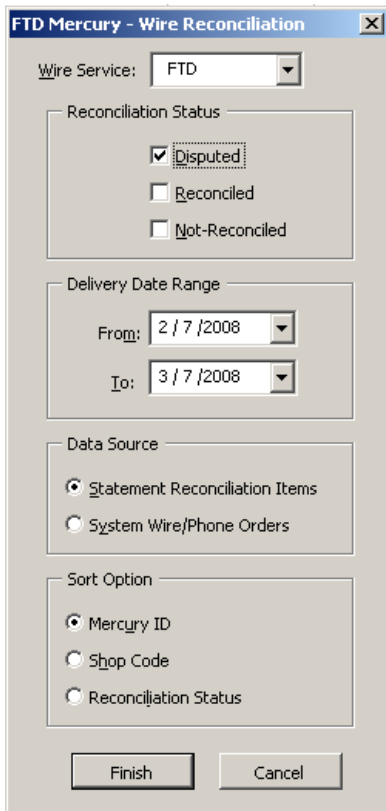 FTD Mercury - Wire Reconciliation
Wire Service: FTD
Reconciliation Status
Disputed
Reconciled
Not-Reconciled
Delivery Date Range
From: 2 / 7 /2008
To: 3 / 7 /2008
Data Source
Statement Reconciliation Items
System Wire/Phone Orders
Sort Option
Mercury ID
Shop Code
Reconciliation Status
Finish Cancel